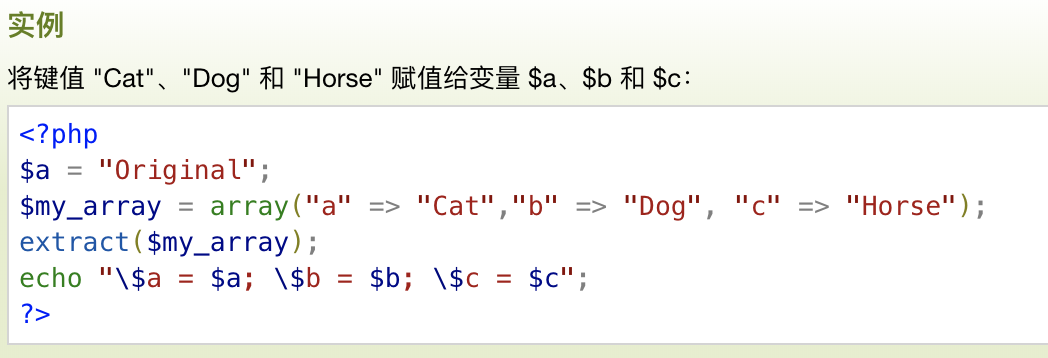 实例
将键值 "Cat"、"Dog" 和 "Horse" 赋值给变量 $a、$b 和 $c：
<?php
$a = "Original";
$my_array = array("a" => "Cat","b" => "Dog", "c" => "Horse");
extract($my_array);
echo "\$a = $a; \$b = $b; \$c = $c";
?>